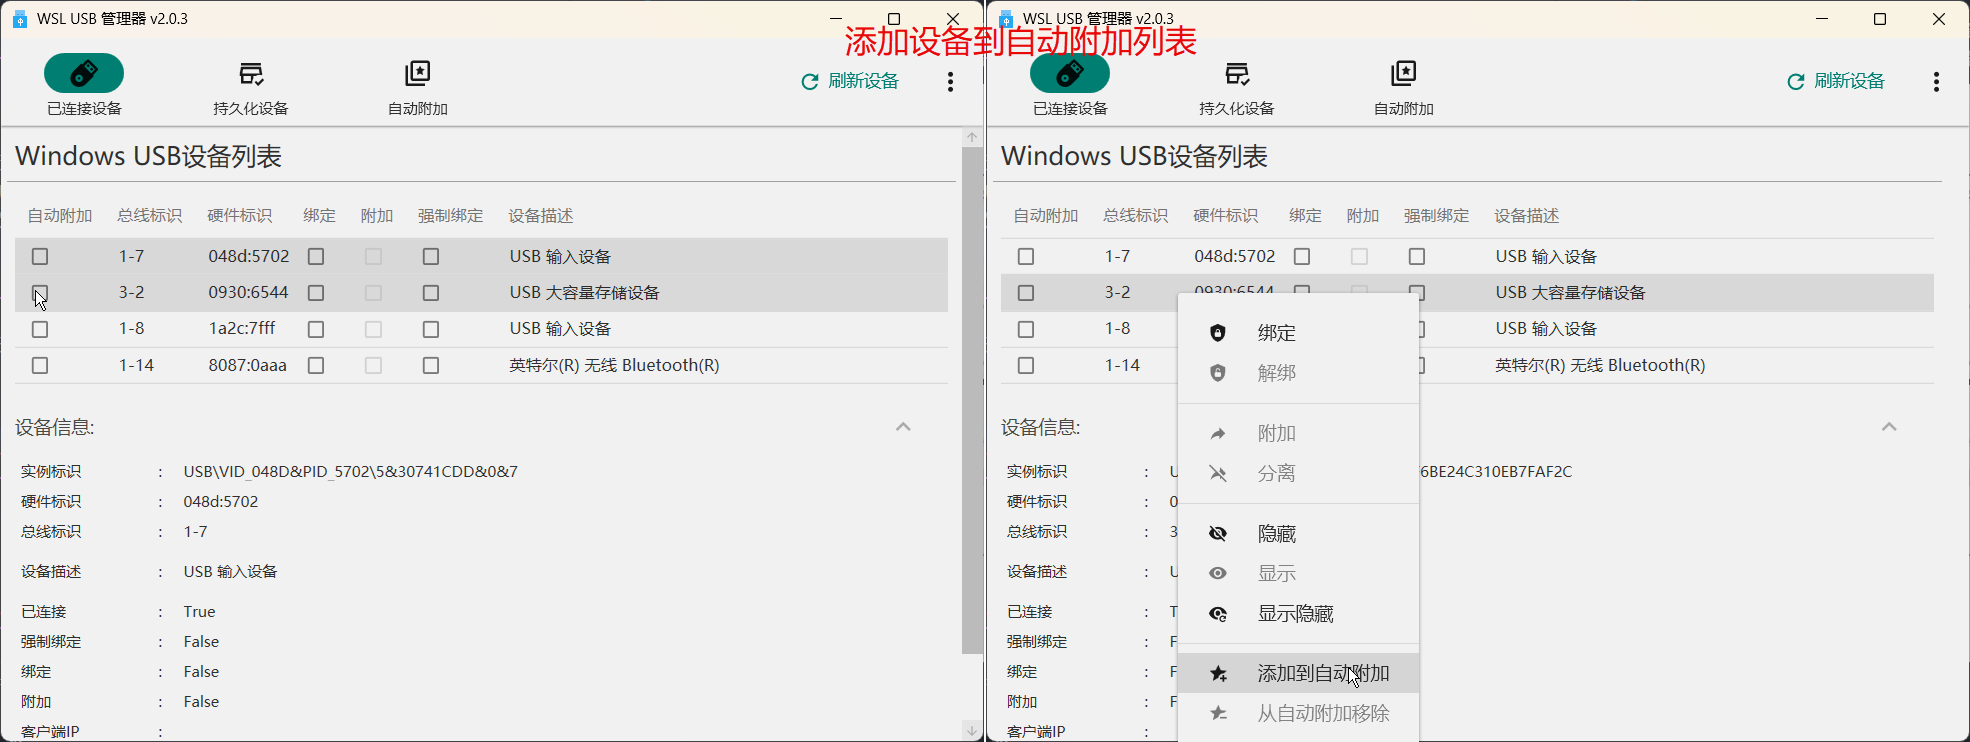 添加设备到自动附加列表
WSL USB 管理器 v2.0.3
已连接设备
持久化设备
自动附加
刷新设备
Windows USB设备列表
自动附加 总线标识 硬件标识 绑定 附加 强制绑定 设备描述
1-7 048d:5702 USB 输入设备
3-2 0930:6544 USB 大容量存储设备
1-8 1a2c:7fff USB 输入设备
1-14 8087:0aaa 英特尔(R) 无线 Bluetooth(R)
设备信息:
实例标识 : USB\VID_048D&PID_5702\5&30741CDD&0&7
硬件标识 : 048d:5702
总线标识 : 1-7
设备描述 : USB 输入设备
已连接 : True
强制绑定 : False
绑定 : False
附加 : False
客户端IP :
WSL USB 管理器 v2.0.3
已连接设备
持久化设备
自动附加
刷新设备
Windows USB设备列表
自动附加 总线标识 硬件标识 绑定 附加 强制绑定 设备描述
1-7 048d:5702 USB 输入设备
3-2 0930:6544 USB 大容量存储设备
1-8 USB 输入设备
1-14 英特尔(R) 无线 Bluetooth(R)
设备信息:
实例标识 : U 6BE24C310EB7FAF2C
硬件标识 : 0
总线标识 : 3
设备描述 : U
已连接 : T
强制绑定 : F
绑定 : F
附加 : F
客户端IP :
绑定
解绑
附加
分离
隐藏
显示
显示隐藏
添加到自动附加
从自动附加移除